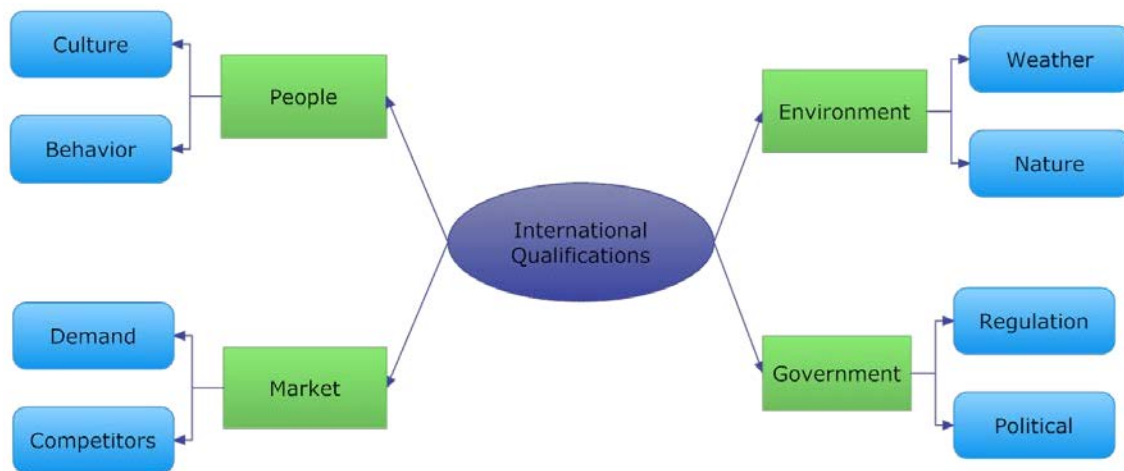 Culture
People
Behavior
Demand
Market
Competitors
International
Qualifications
Weather
Environment
Nature
Regulation
Government
Political